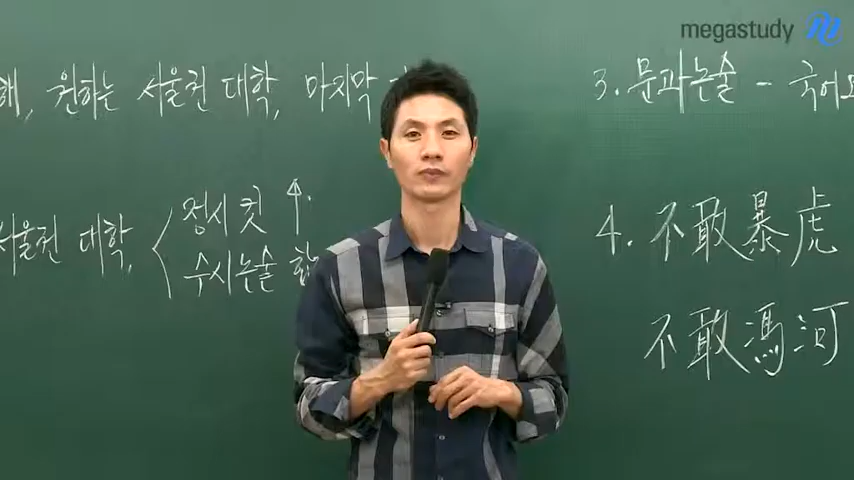 megastudy
해, 원하는 서울권 대학, 마지막
서울권 대학
정시 컷 ↑.
수시논술
3. 문과논술 - 국어
4. 不敢暴虎
不敢馮河